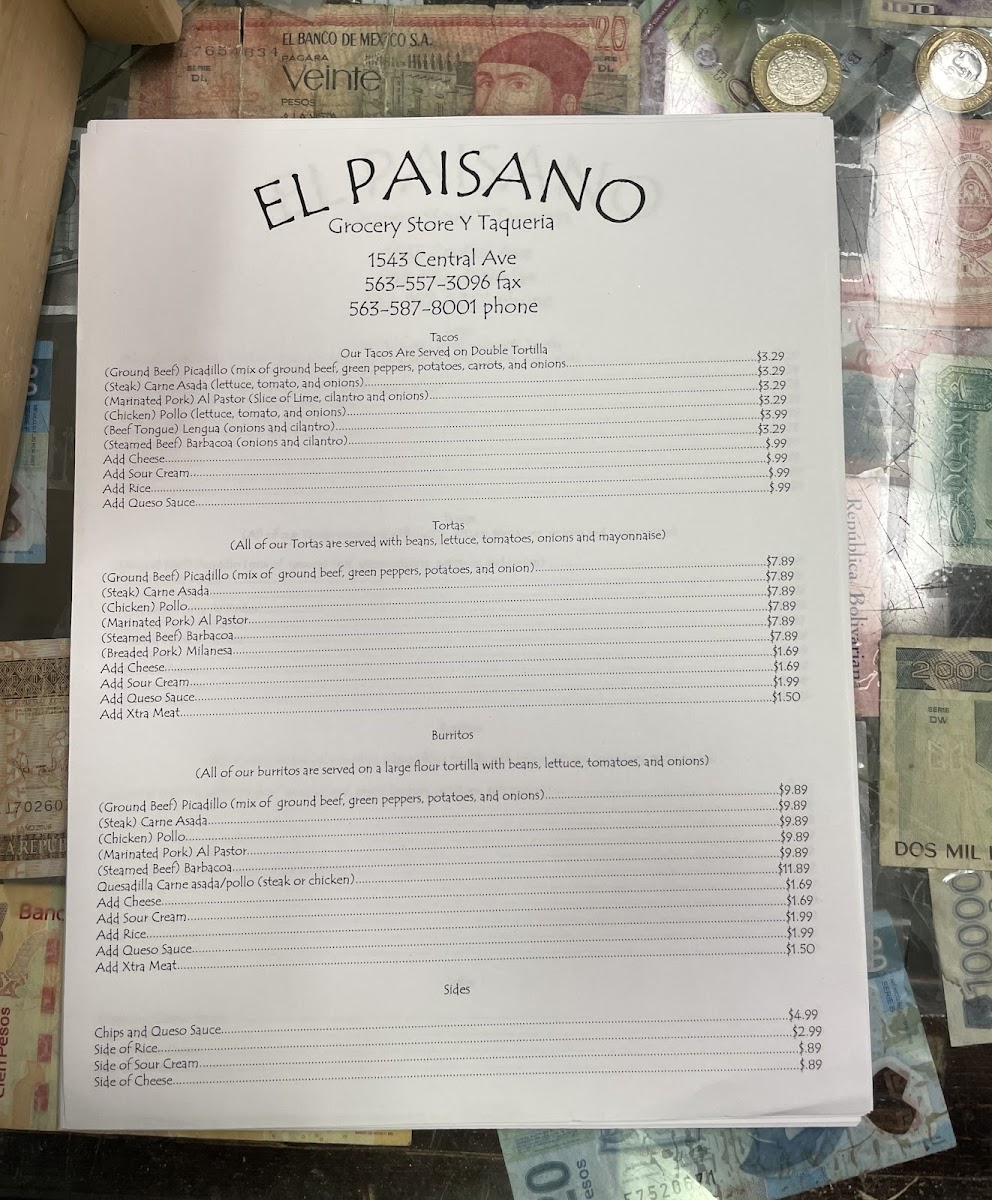 EL BANCO DE MEXICO S.A.
PAGARA
Veinte
PESOS
20
SERIE
DL
SERIE
DL
100
EL PAISANO
Grocery Store Y Taqueria
1543 Central Ave
563-557-3096 fax
563-587-8001 phone
Tacos
Our Tacos Are Served on Double Tortilla
(Ground Beef) Picadillo (mix of ground beef, green peppers, potatoes, carrots, and onions...$3.29
(Steak) Carne Asada (lettuce, tomato, and onions)...$3.29
(Marinated Pork) Al Pastor (Slice of Lime, cilantro and onions)...$3.29
(Chicken) Pollo (lettuce, tomato, and onions)...$3.29
(Beef Tongue) Lengua (onions and cilantro)...$3.99
(Steamed Beef) Barbacoa (onions and cilantro)...$3.29
Add Cheese...$.99
Add Sour Cream...$.99
Add Rice...$.99
Add Queso Sauce...$.99
Tortas
(All of our Tortas are served with beans, lettuce, tomatoes, onions and mayonnaise)
(Ground Beef) Picadillo (mix of ground beef, green peppers, potatoes, and onion)...$7.89
(Steak) Carne Asada...$7.89
(Chicken) Pollo...$7.89
(Marinated Pork) Al Pastor...$7.89
(Steamed Beef) Barbacoa...$7.89
(Breaded Pork) Milanesa...$7.89
Add Cheese...$1.69
Add Sour Cream...$1.69
Add Queso Sauce...$1.99
Add Xtra Meat...$1.50
Burritos
(All of our burritos are served on a large flour tortilla with beans, lettuce, tomatoes, and onions)
(Ground Beef) Picadillo (mix of ground beef, green peppers, potatoes, and onions)...$9.89
(Steak) Carne Asada...$9.89
(Chicken) Pollo...$9.89
(Marinated Pork) Al Pastor...$9.89
(Steamed Beef) Barbacoa...$9.89
Quesadilla Carne asada/pollo (steak or chicken)...$11.89
Add Cheese...$1.69
Add Sour Cream...$1.69
Add Rice...$1.99
Add Queso Sauce...$1.99
Add Xtra Meat...$1.50
Sides
Chips and Queso Sauce...$4.99
Side of Rice...$2.99
Side of Sour Cream...$.89
Side of Cheese...$.89
República Bolivarian
2000
SERIE
DW
DOS MIL